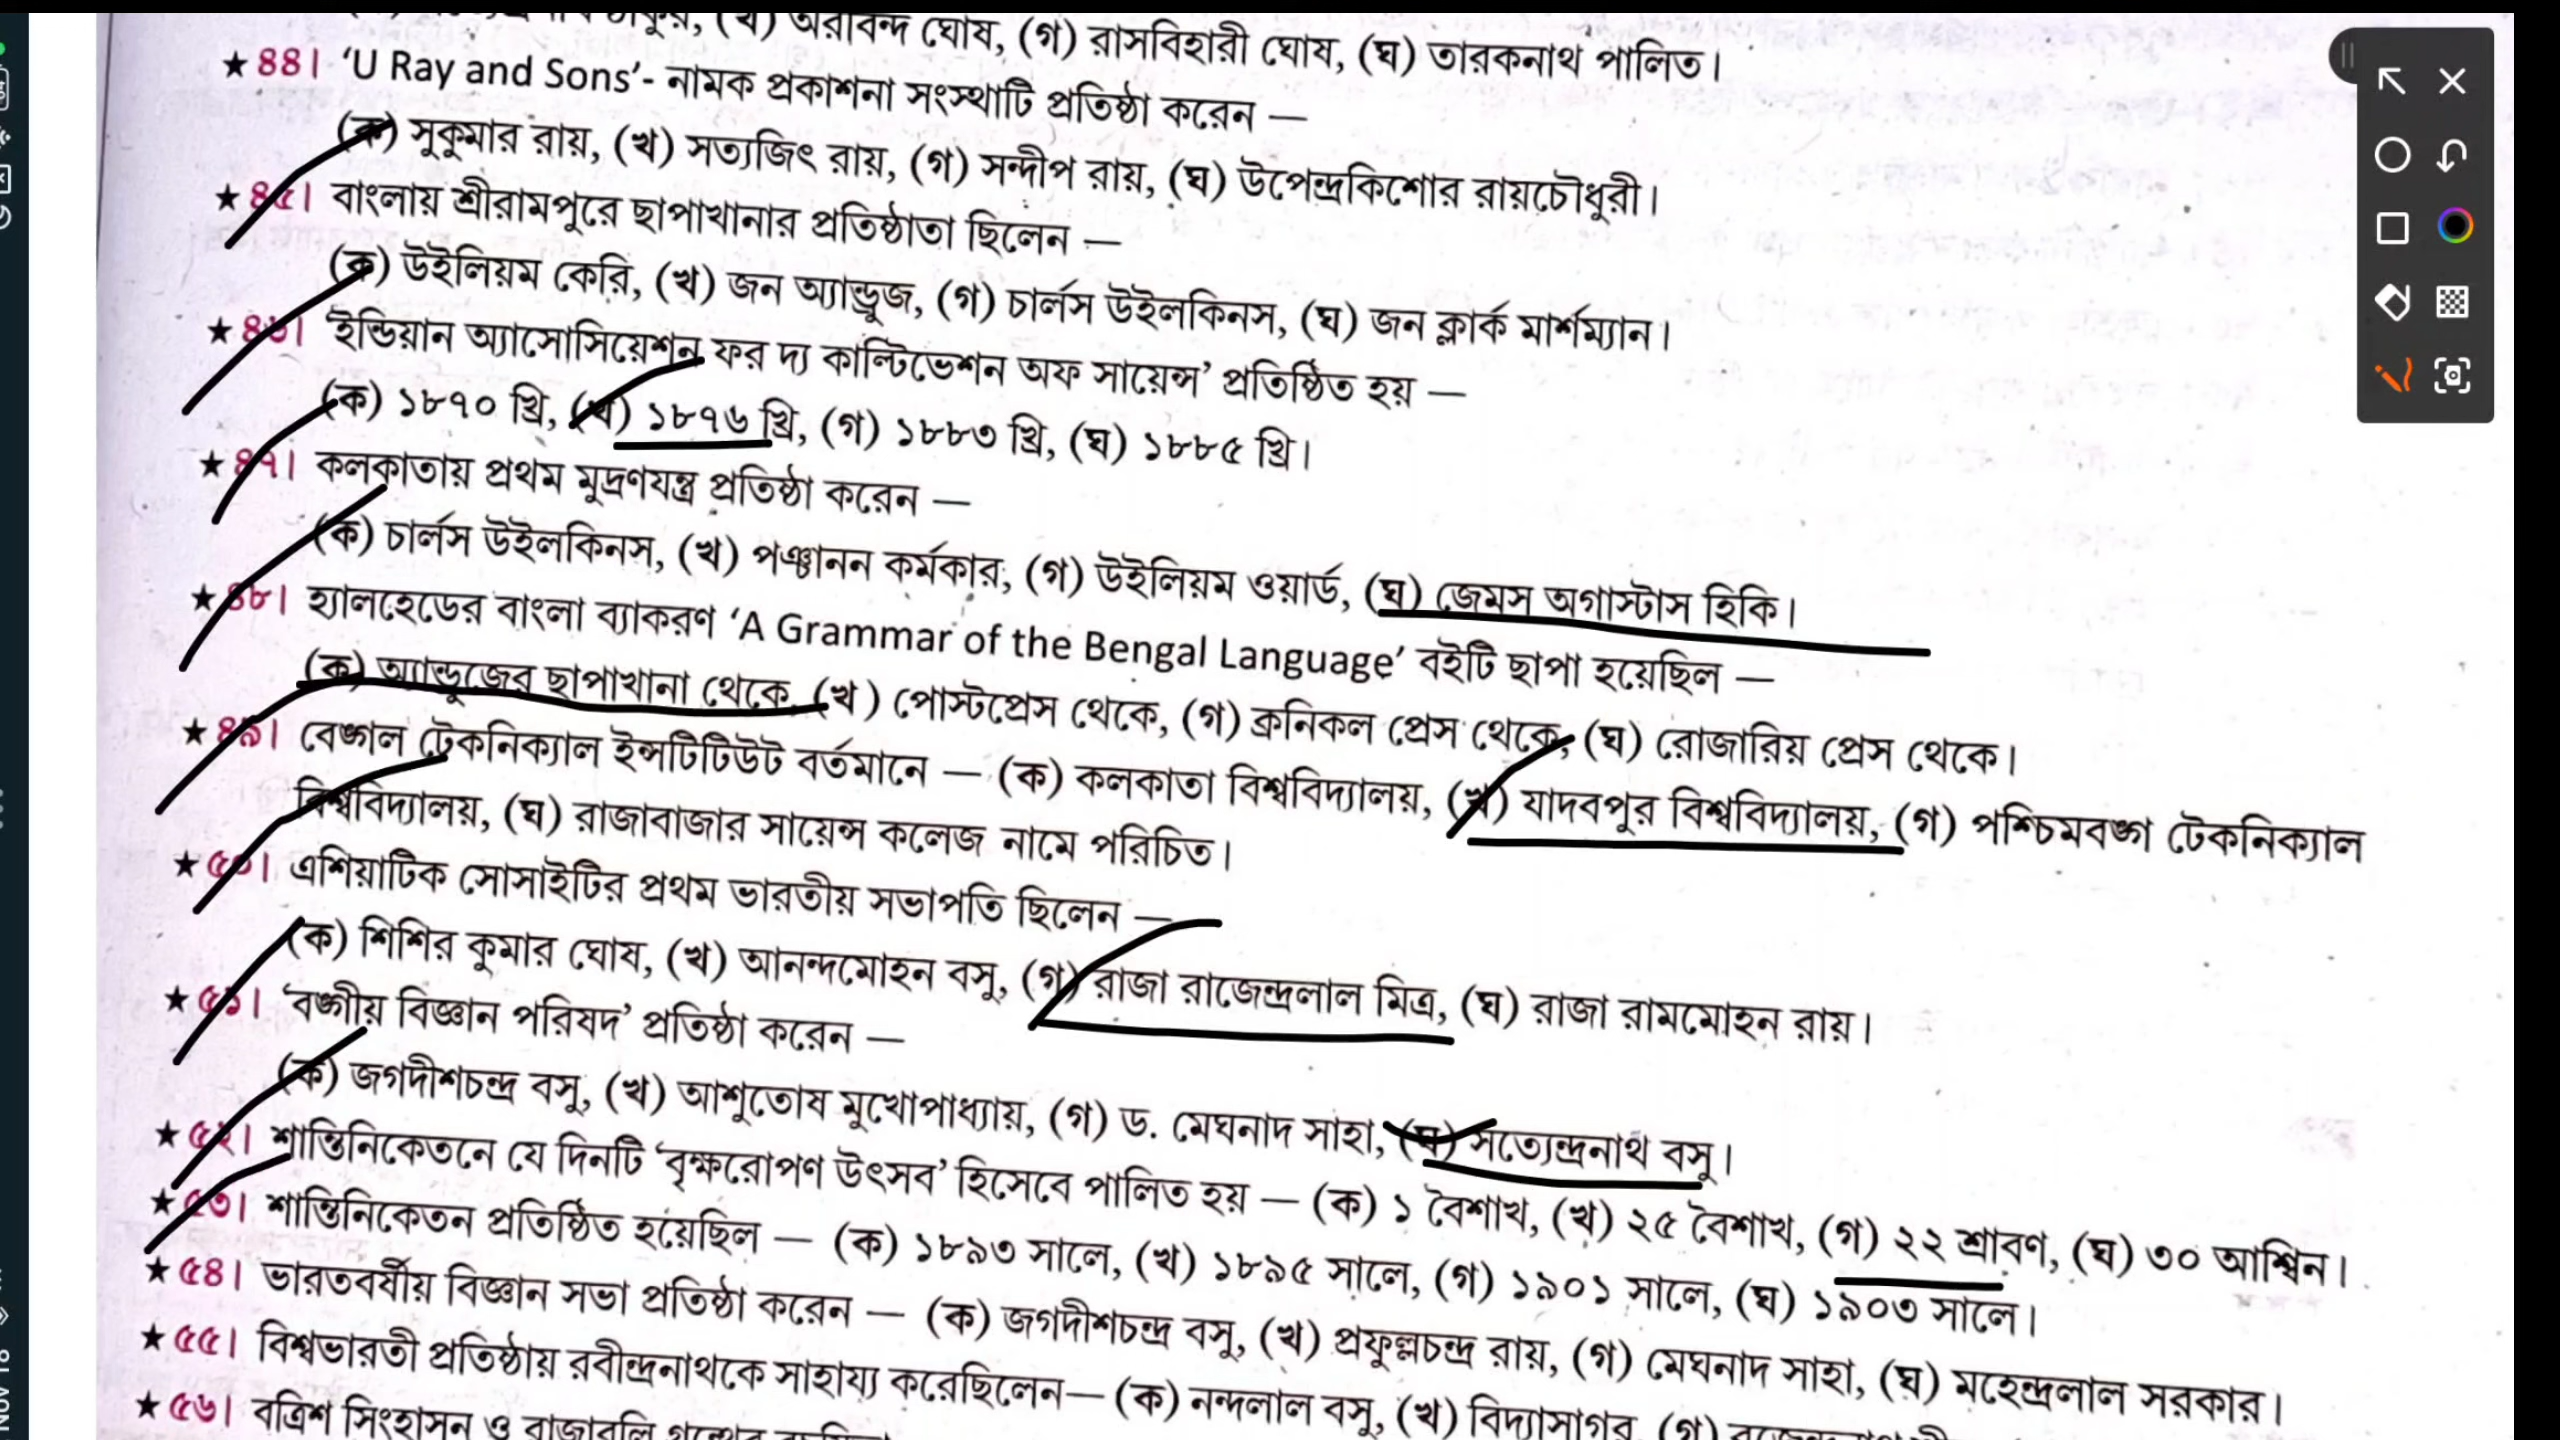 ঠাকুর, (খ) অরবিন্দ ঘোষ, (গ) রাসবিহারী ঘোষ, (ঘ) তারকনাথ পালিত।
★ ৪৪। ‘U Ray and Sons’- নামক প্রকাশনা সংস্থাটি প্রতিষ্ঠা করেন —
(ক) সুকুমার রায়, (খ) সত্যজিৎ রায়, (গ) সন্দীপ রায়, (ঘ) উপেন্দ্রকিশোর রায়চৌধুরী।
★ ৪৫। বাংলায় শ্রীরামপুরে ছাপাখানার প্রতিষ্ঠাতা ছিলেন —
(ক) উইলিয়ম কেরি, (খ) জন অ্যান্ড্রুজ, (গ) চার্লস উইলকিনস, (ঘ) জন ক্লার্ক মার্শম্যান।
★ ৪৬। ‘ইন্ডিয়ান অ্যাসোসিয়েশন ফর দ্য কাল্টিভেশন অফ সায়েন্স’ প্রতিষ্ঠিত হয় —
(ক) ১৮৭০ খ্রি, (খ) ১৮৭৬ খ্রি, (গ) ১৮৮৩ খ্রি, (ঘ) ১৮৮৫ খ্রি।
★ ৪৭। কলকাতায় প্রথম মুদ্রণযন্ত্র প্রতিষ্ঠা করেন —
(ক) চার্লস উইলকিনস, (খ) পঞ্চানন কর্মকার, (গ) উইলিয়ম ওয়ার্ড, (ঘ) জেমস অগাস্টাস হিকি।
★ ৪৮। হ্যালহেডের বাংলা ব্যাকরণ ‘A Grammar of the Bengal Language’ বইটি ছাপা হয়েছিল —
(ক) অ্যান্ড্রুজের ছাপাখানা থেকে, (খ) পোস্টপ্রেস থেকে, (গ) ক্রনিকল প্রেস থেকে, (ঘ) রোজারিয় প্রেস থেকে।
★ ৪৯। বেঙ্গল টেকনিক্যাল ইন্সটিটিউট বর্তমানে — (ক) কলকাতা বিশ্ববিদ্যালয়, (খ) যাদবপুর বিশ্ববিদ্যালয়, (গ) পশ্চিমবঙ্গ টেকনিক্যাল
বিশ্ববিদ্যালয়, (ঘ) রাজাবাজার সায়েন্স কলেজ নামে পরিচিত।
★ ৫০। এশিয়াটিক সোসাইটির প্রথম ভারতীয় সভাপতি ছিলেন —
(ক) শিশির কুমার ঘোষ, (খ) আনন্দমোহন বসু, (গ) রাজা রাজেন্দ্রলাল মিত্র, (ঘ) রাজা রামমোহন রায়।
★ ৫১। ‘বঙ্গীয় বিজ্ঞান পরিষদ’ প্রতিষ্ঠা করেন —
(ক) জগদীশচন্দ্র বসু, (খ) আশুতোষ মুখোপাধ্যায়, (গ) ড. মেঘনাদ সাহা, (ঘ) সত্যেন্দ্রনাথ বসু।
★ ৫২। শান্তিনিকেতনে যে দিনটি ‘বৃক্ষরোপণ উৎসব’ হিসেবে পালিত হয় — (ক) ১ বৈশাখ, (খ) ২৫ বৈশাখ, (গ) ২২ শ্রাবণ, (ঘ) ৩০ আশ্বিন।
★ ৫৩। শান্তিনিকেতন প্রতিষ্ঠিত হয়েছিল — (ক) ১৮৯৩ সালে, (খ) ১৮৯৫ সালে, (গ) ১৯০১ সালে, (ঘ) ১৯০৩ সালে।
★ ৫৪। ভারতবর্ষীয় বিজ্ঞান সভা প্রতিষ্ঠা করেন — (ক) জগদীশচন্দ্র বসু, (খ) প্রফুল্লচন্দ্র রায়, (গ) মেঘনাদ সাহা, (ঘ) মহেন্দ্রলাল সরকার।
★ ৫৫। বিশ্বভারতী প্রতিষ্ঠায় রবীন্দ্রনাথকে সাহায্য করেছিলেন— (ক) নন্দলাল বসু, (খ) বিদ্যাসাগর, (গ)
★ ৫৬। বত্রিশ সিংহাসন ও রাজাবলি